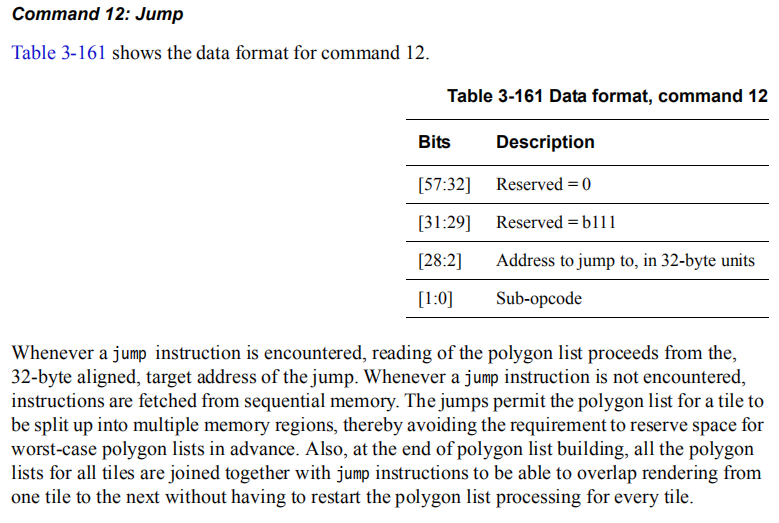 Command 12: Jump
Table 3-161 shows the data format for command 12.
Table 3-161 Data format, command 12
Bits Description
[57:32] Reserved = 0
[31:29] Reserved = b111
[28:2] Address to jump to, in 32-byte units
[1:0] Sub-opcode
Whenever a jump instruction is encountered, reading of the polygon list proceeds from the,
32-byte aligned, target address of the jump. Whenever a jump instruction is not encountered,
instructions are fetched from sequential memory. The jumps permit the polygon list for a tile to
be split up into multiple memory regions, thereby avoiding the requirement to reserve space for
worst-case polygon lists in advance. Also, at the end of polygon list building, all the polygon
lists for all tiles are joined together with jump instructions to be able to overlap rendering from
one tile to the next without having to restart the polygon list processing for every tile.